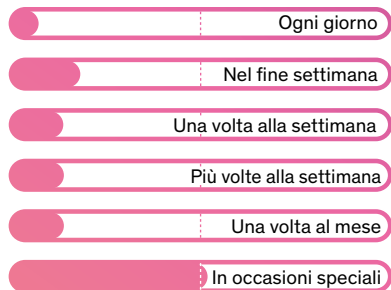 Ogni giorno
Nel fine settimana
Una volta alla settimana
Più volte alla settimana
Una volta al mese
In occasioni speciali